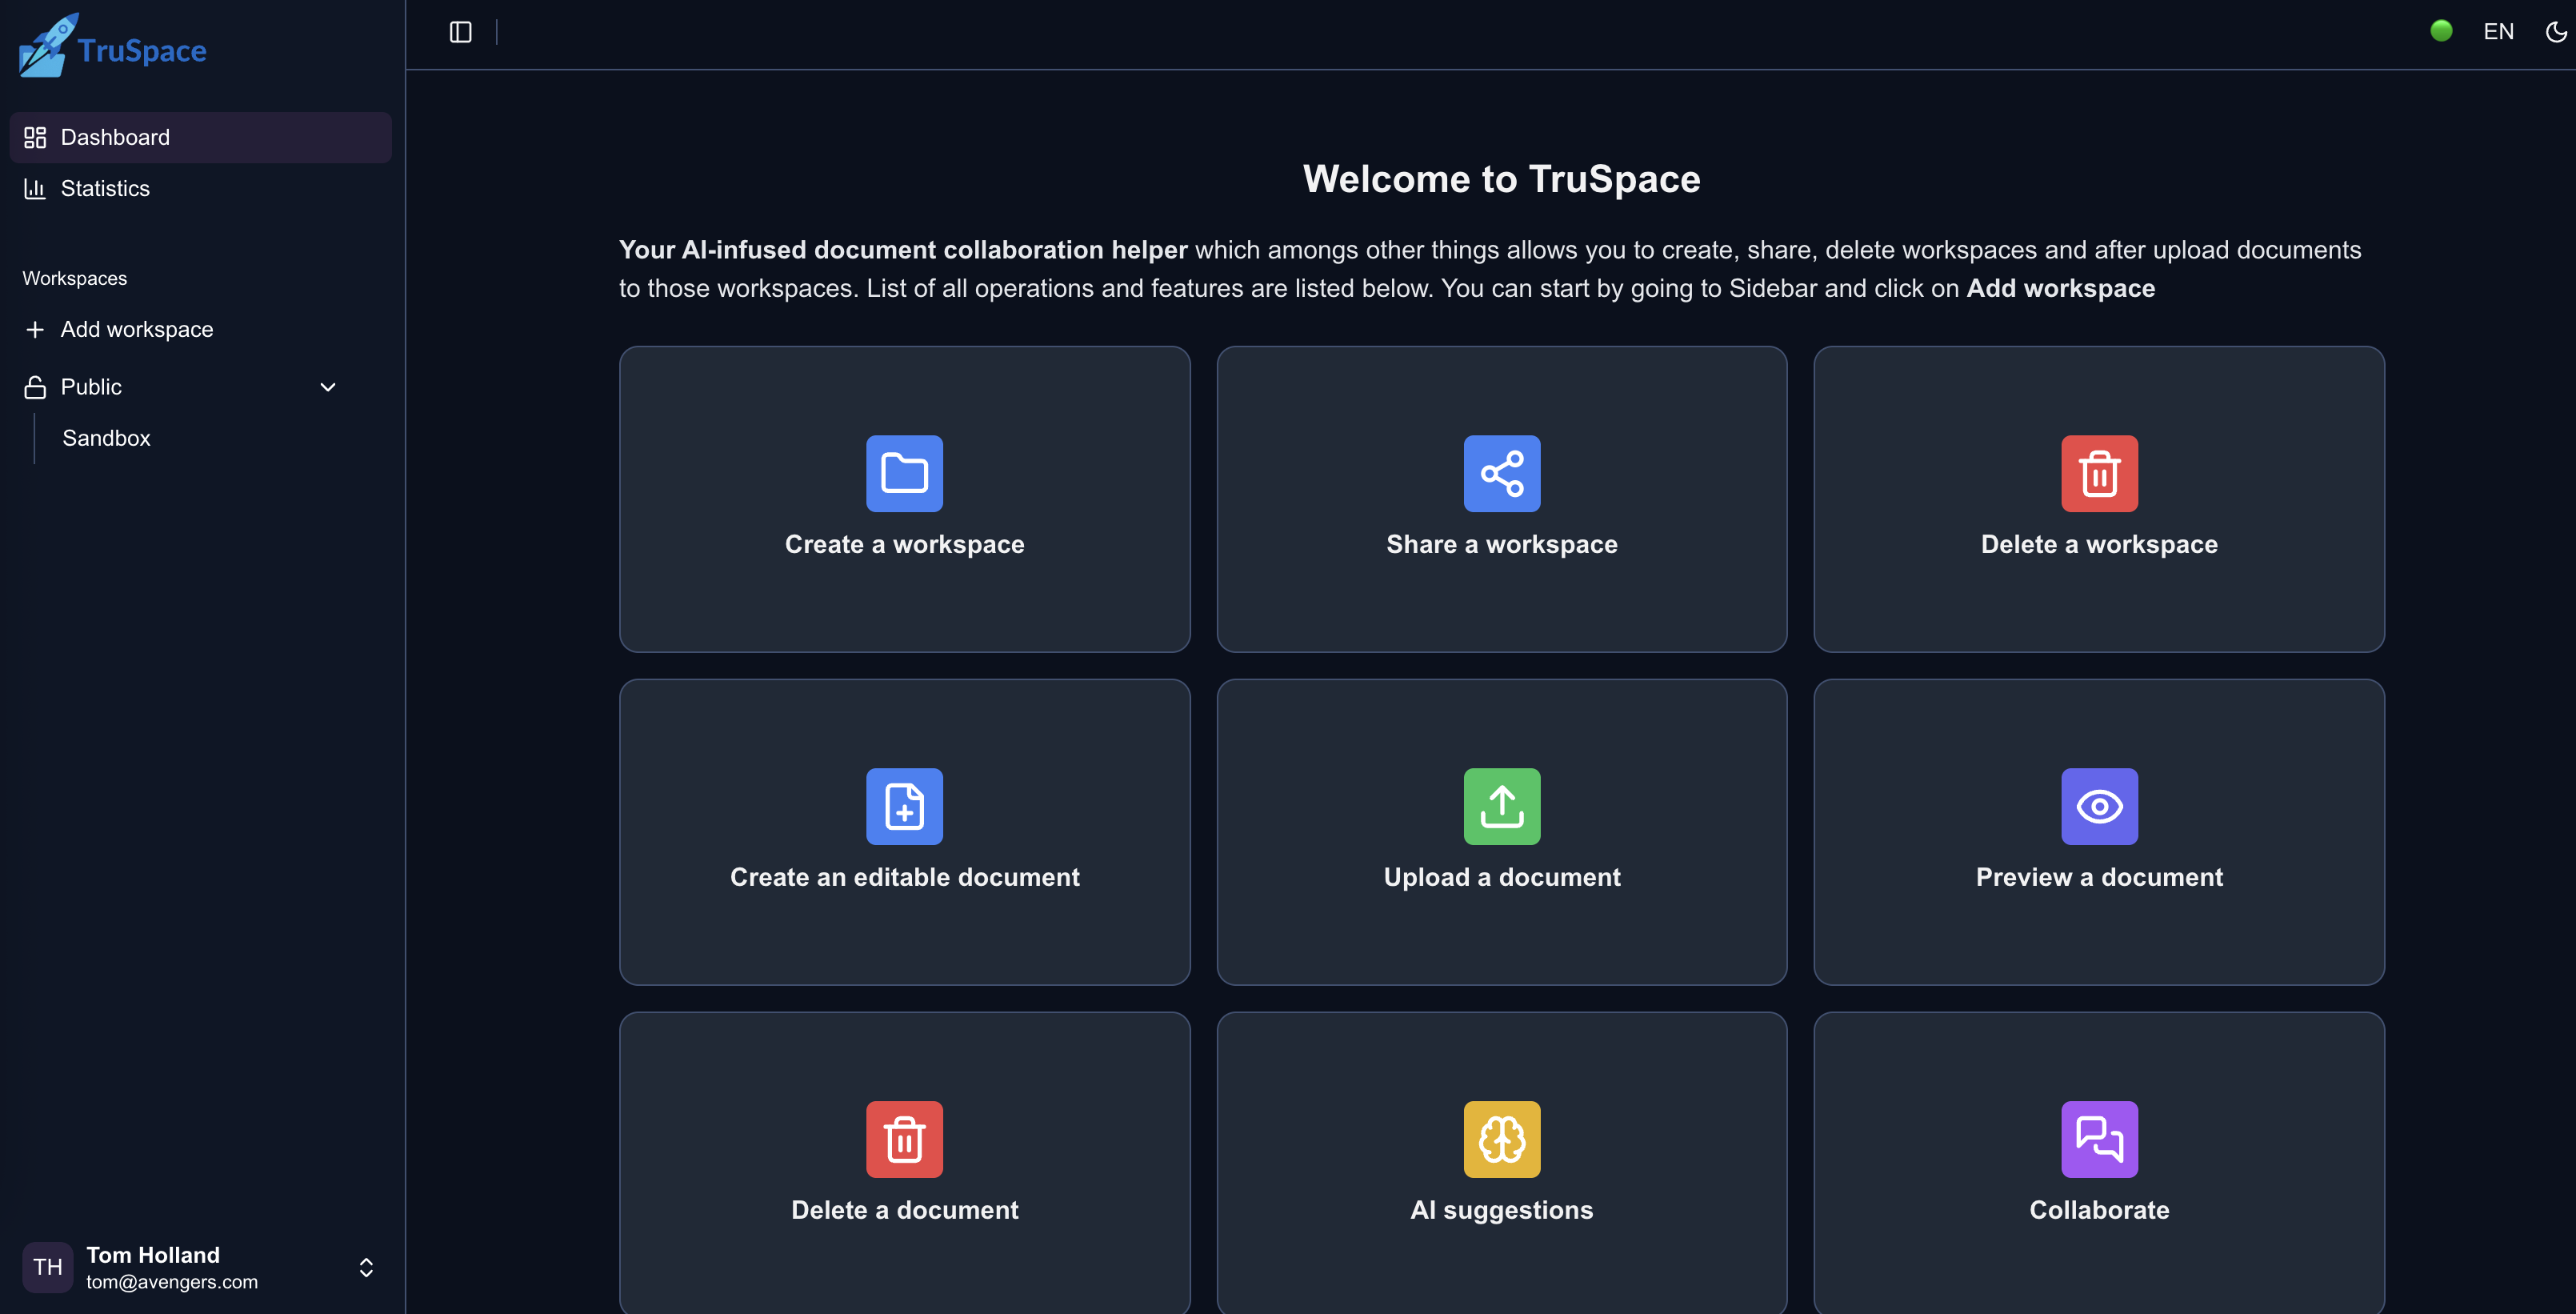 TruSpace
EN
Dashboard
Statistics
Workspaces
Add workspace
Public
Sandbox
Welcome to TruSpace
Your AI-infused document collaboration helper which amongs other things allows you to create, share, delete workspaces and after upload documents
to those workspaces. List of all operations and features are listed below. You can start by going to Sidebar and click on Add workspace
Create a workspace
Share a workspace
Delete a workspace
Create an editable document
Upload a document
Preview a document
Delete a document
AI suggestions
Collaborate
TH
Tom Holland
tom@avengers.com